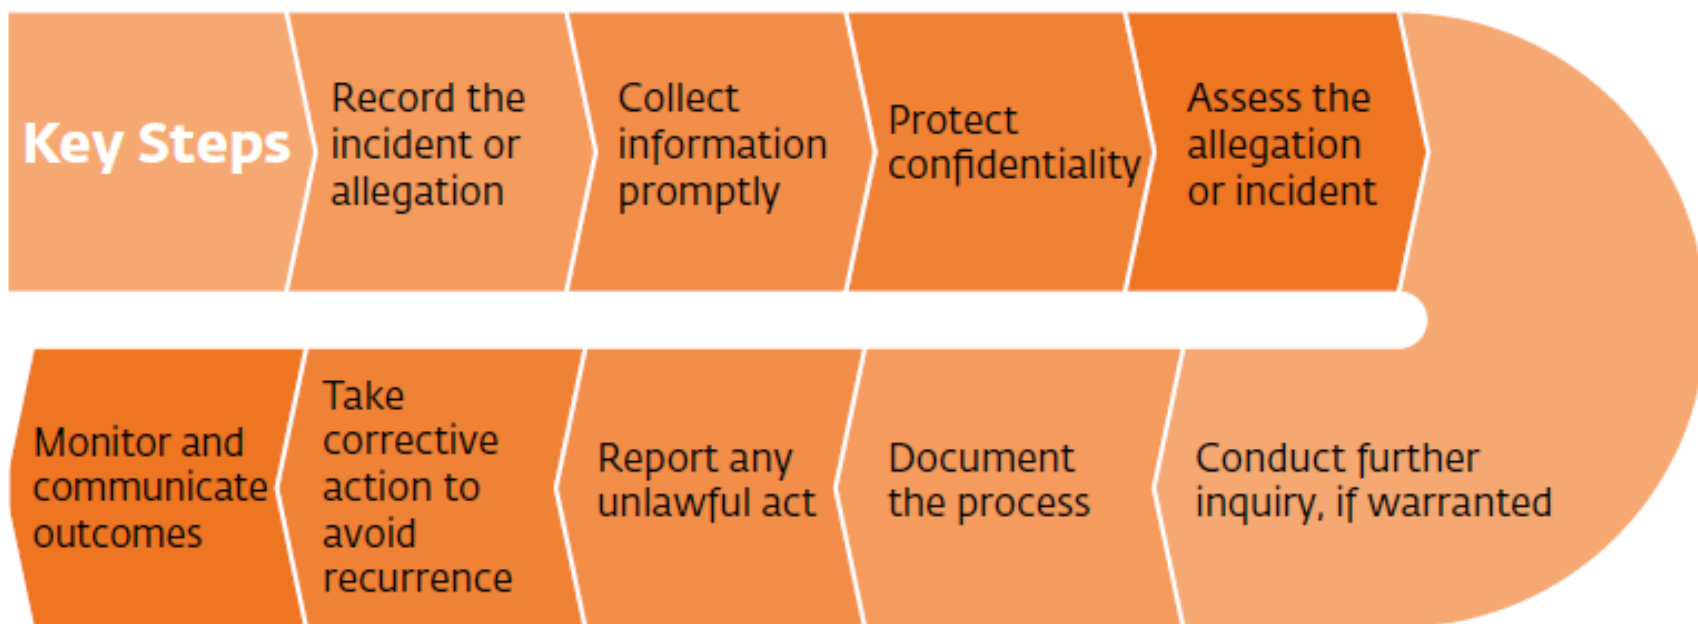 Key Steps
Record the
incident or
allegation
Collect
information
promptly
Protect
confidentiality
Assess the
allegation
or incident
Conduct further
inquiry, if warranted
Document
the process
Report any
unlawful act
Take
corrective
action to
avoid
recurrence
Monitor and
communicate
outcomes